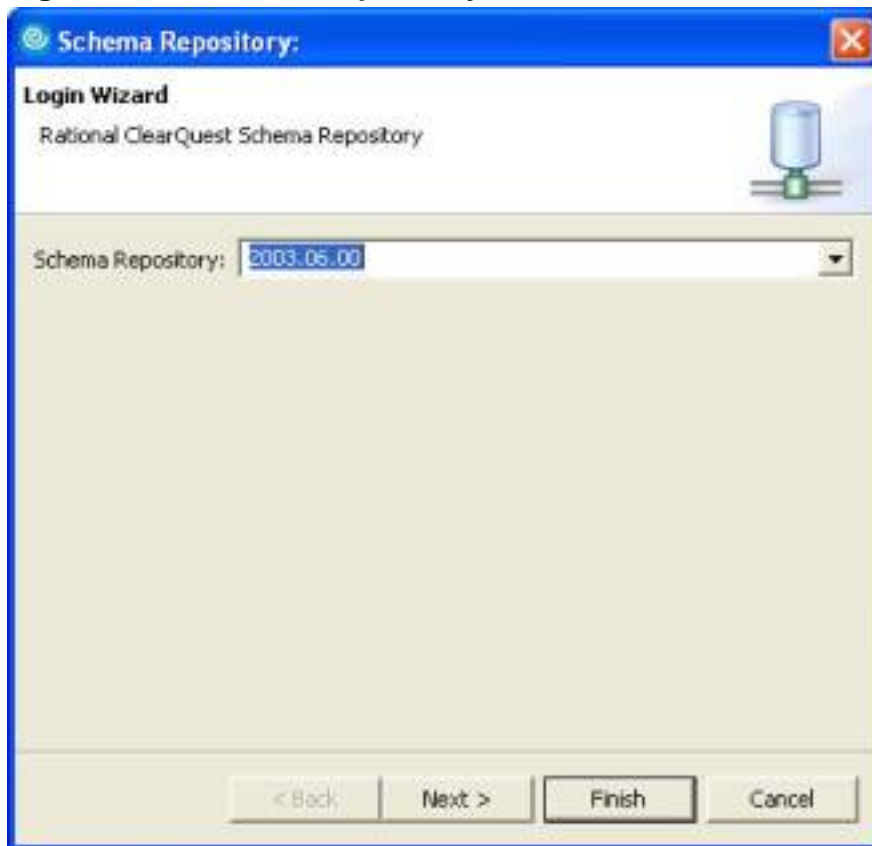 Schema Repository:
Login Wizard
Rational ClearQuest Schema Repository
Schema Repository: 2003.06.00
< Back Next > Finish Cancel